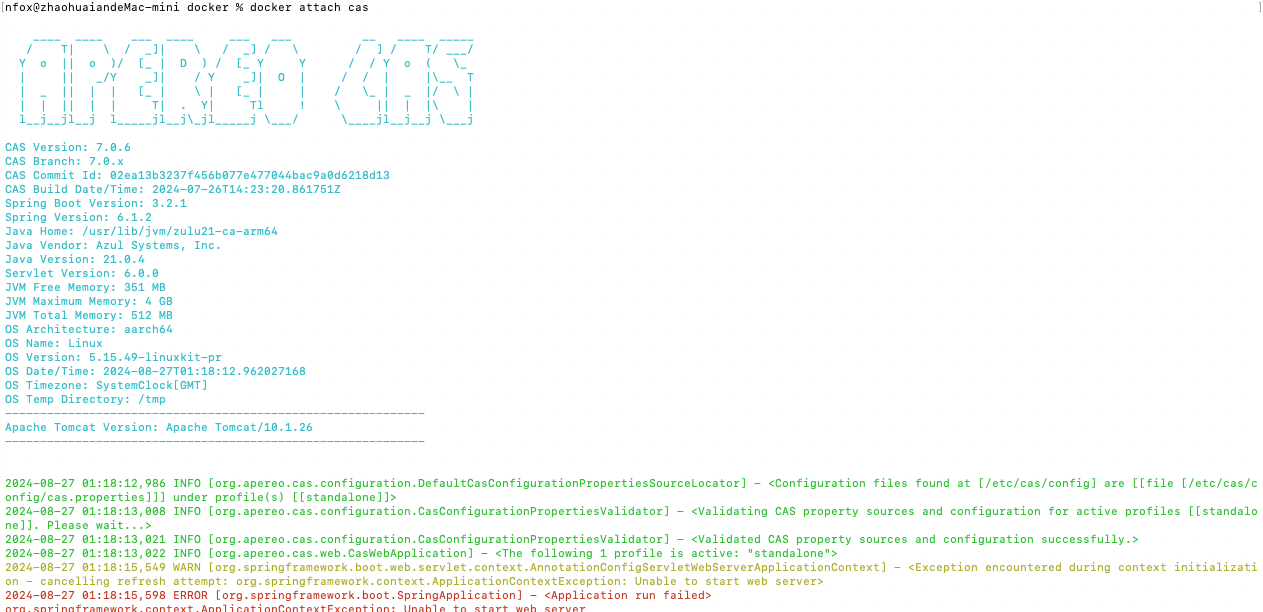 [nfox@zhaohuaiandeMac-mini docker % docker attach cas ]
APEREO CAS
CAS Version: 7.0.6
CAS Branch: 7.0.x
CAS Commit Id: 02ea13b3237f456b077e477044bac9a0d6218d13
CAS Build Date/Time: 2024-07-26T14:23:20.861751Z
Spring Boot Version: 3.2.1
Spring Version: 6.1.2
Java Home: /usr/lib/jvm/zulu21-ca-arm64
Java Vendor: Azul Systems, Inc.
Java Version: 21.0.4
Servlet Version: 6.0.0
JVM Free Memory: 351 MB
JVM Maximum Memory: 4 GB
JVM Total Memory: 512 MB
OS Architecture: aarch64
OS Name: Linux
OS Version: 5.15.49-linuxkit-pr
OS Date/Time: 2024-08-27T01:18:12.962027168
OS Timezone: SystemClock[GMT]
OS Temp Directory: /tmp
------------------------------------------------------------
Apache Tomcat Version: Apache Tomcat/10.1.26
------------------------------------------------------------
2024-08-27 01:18:12,986 INFO [org.apereo.cas.configuration.DefaultCasConfigurationPropertiesSourceLocator] - <Configuration files found at [/etc/cas/config] are [[file [/etc/cas/c
onfig/cas.properties]]] under profile(s) [[standalone]]>
2024-08-27 01:18:13,008 INFO [org.apereo.cas.configuration.CasConfigurationPropertiesValidator] - <Validating CAS property sources and configuration for active profiles [[standalo
ne]]. Please wait...>
2024-08-27 01:18:13,021 INFO [org.apereo.cas.configuration.CasConfigurationPropertiesValidator] - <Validated CAS property sources and configuration successfully.>
2024-08-27 01:18:13,022 INFO [org.apereo.cas.web.CasWebApplication] - <The following 1 profile is active: "standalone">
2024-08-27 01:18:15,549 WARN [org.springframework.boot.web.servlet.context.AnnotationConfigServletWebServerApplicationContext] - <Exception encountered during context initializati
on - cancelling refresh attempt: org.springframework.context.ApplicationContextException: Unable to start web server>
2024-08-27 01:18:15,598 ERROR [org.springframework.boot.SpringApplication] - <Application run failed>
org.springframework.context.ApplicationContextException: Unable to start web server